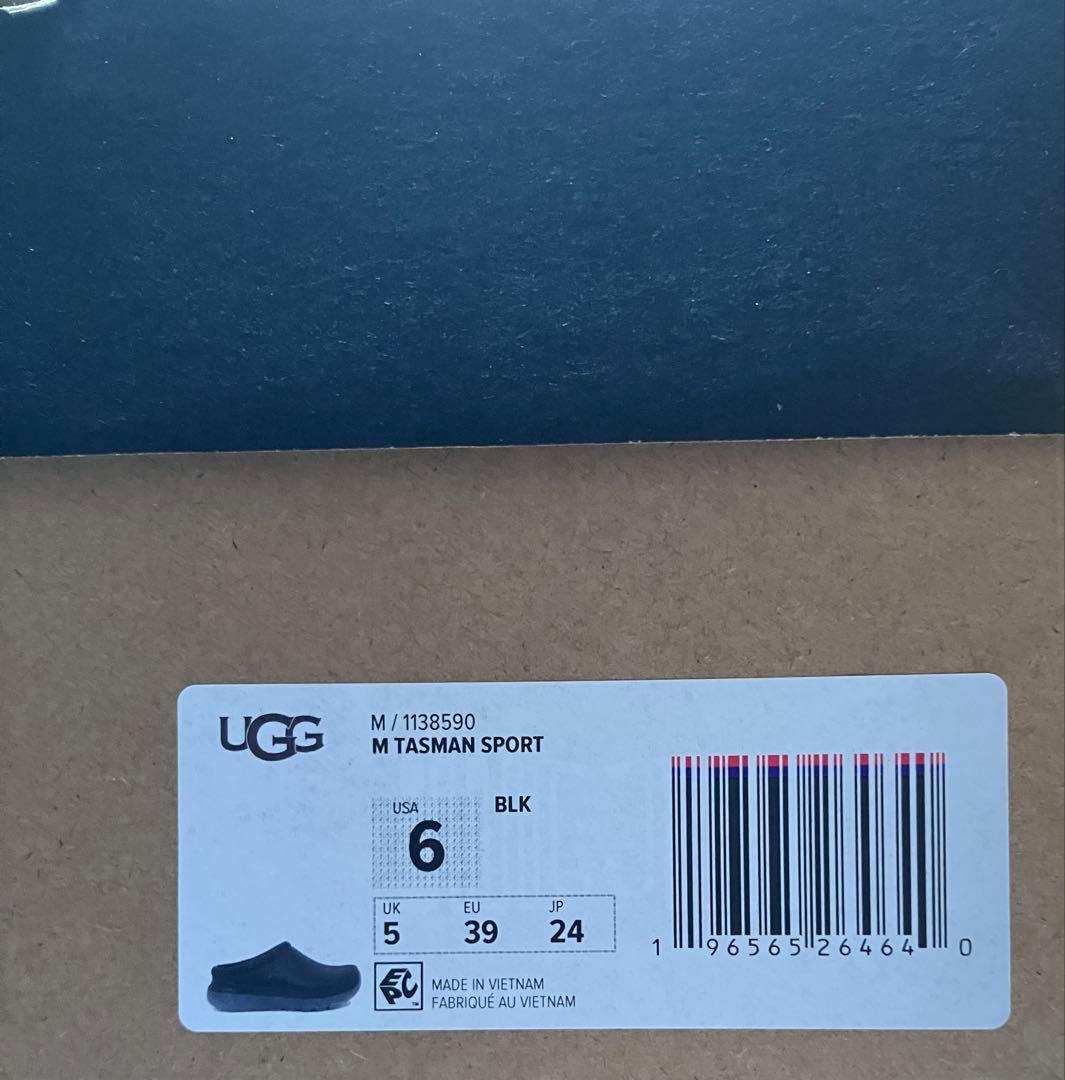 UGG
M / 1138590
M TASMAN SPORT
USA
6
BLK
UK EU JP
5 39 24
EPC™
MADE IN VIETNAM
FABRIQUÉ AU VIETNAM
1 96565 26464 0